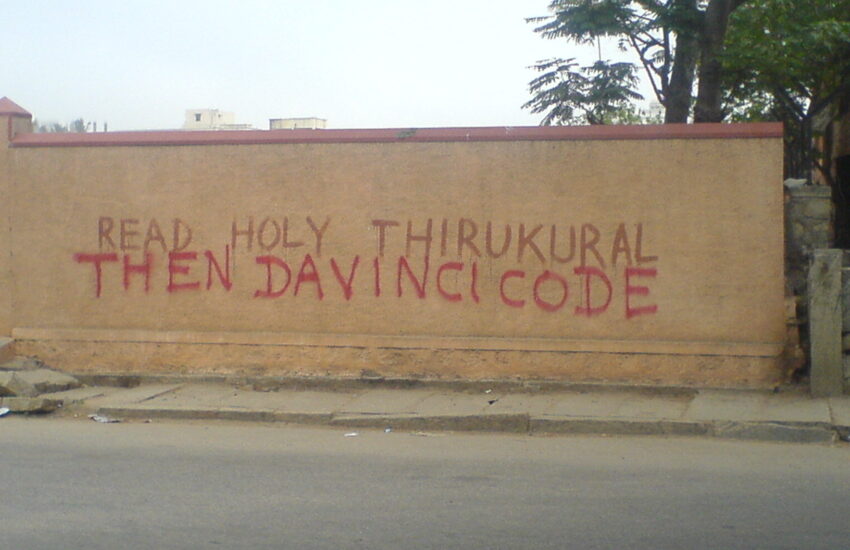 READ HOLY THIRUKURAL
THEN DAVINCI CODE